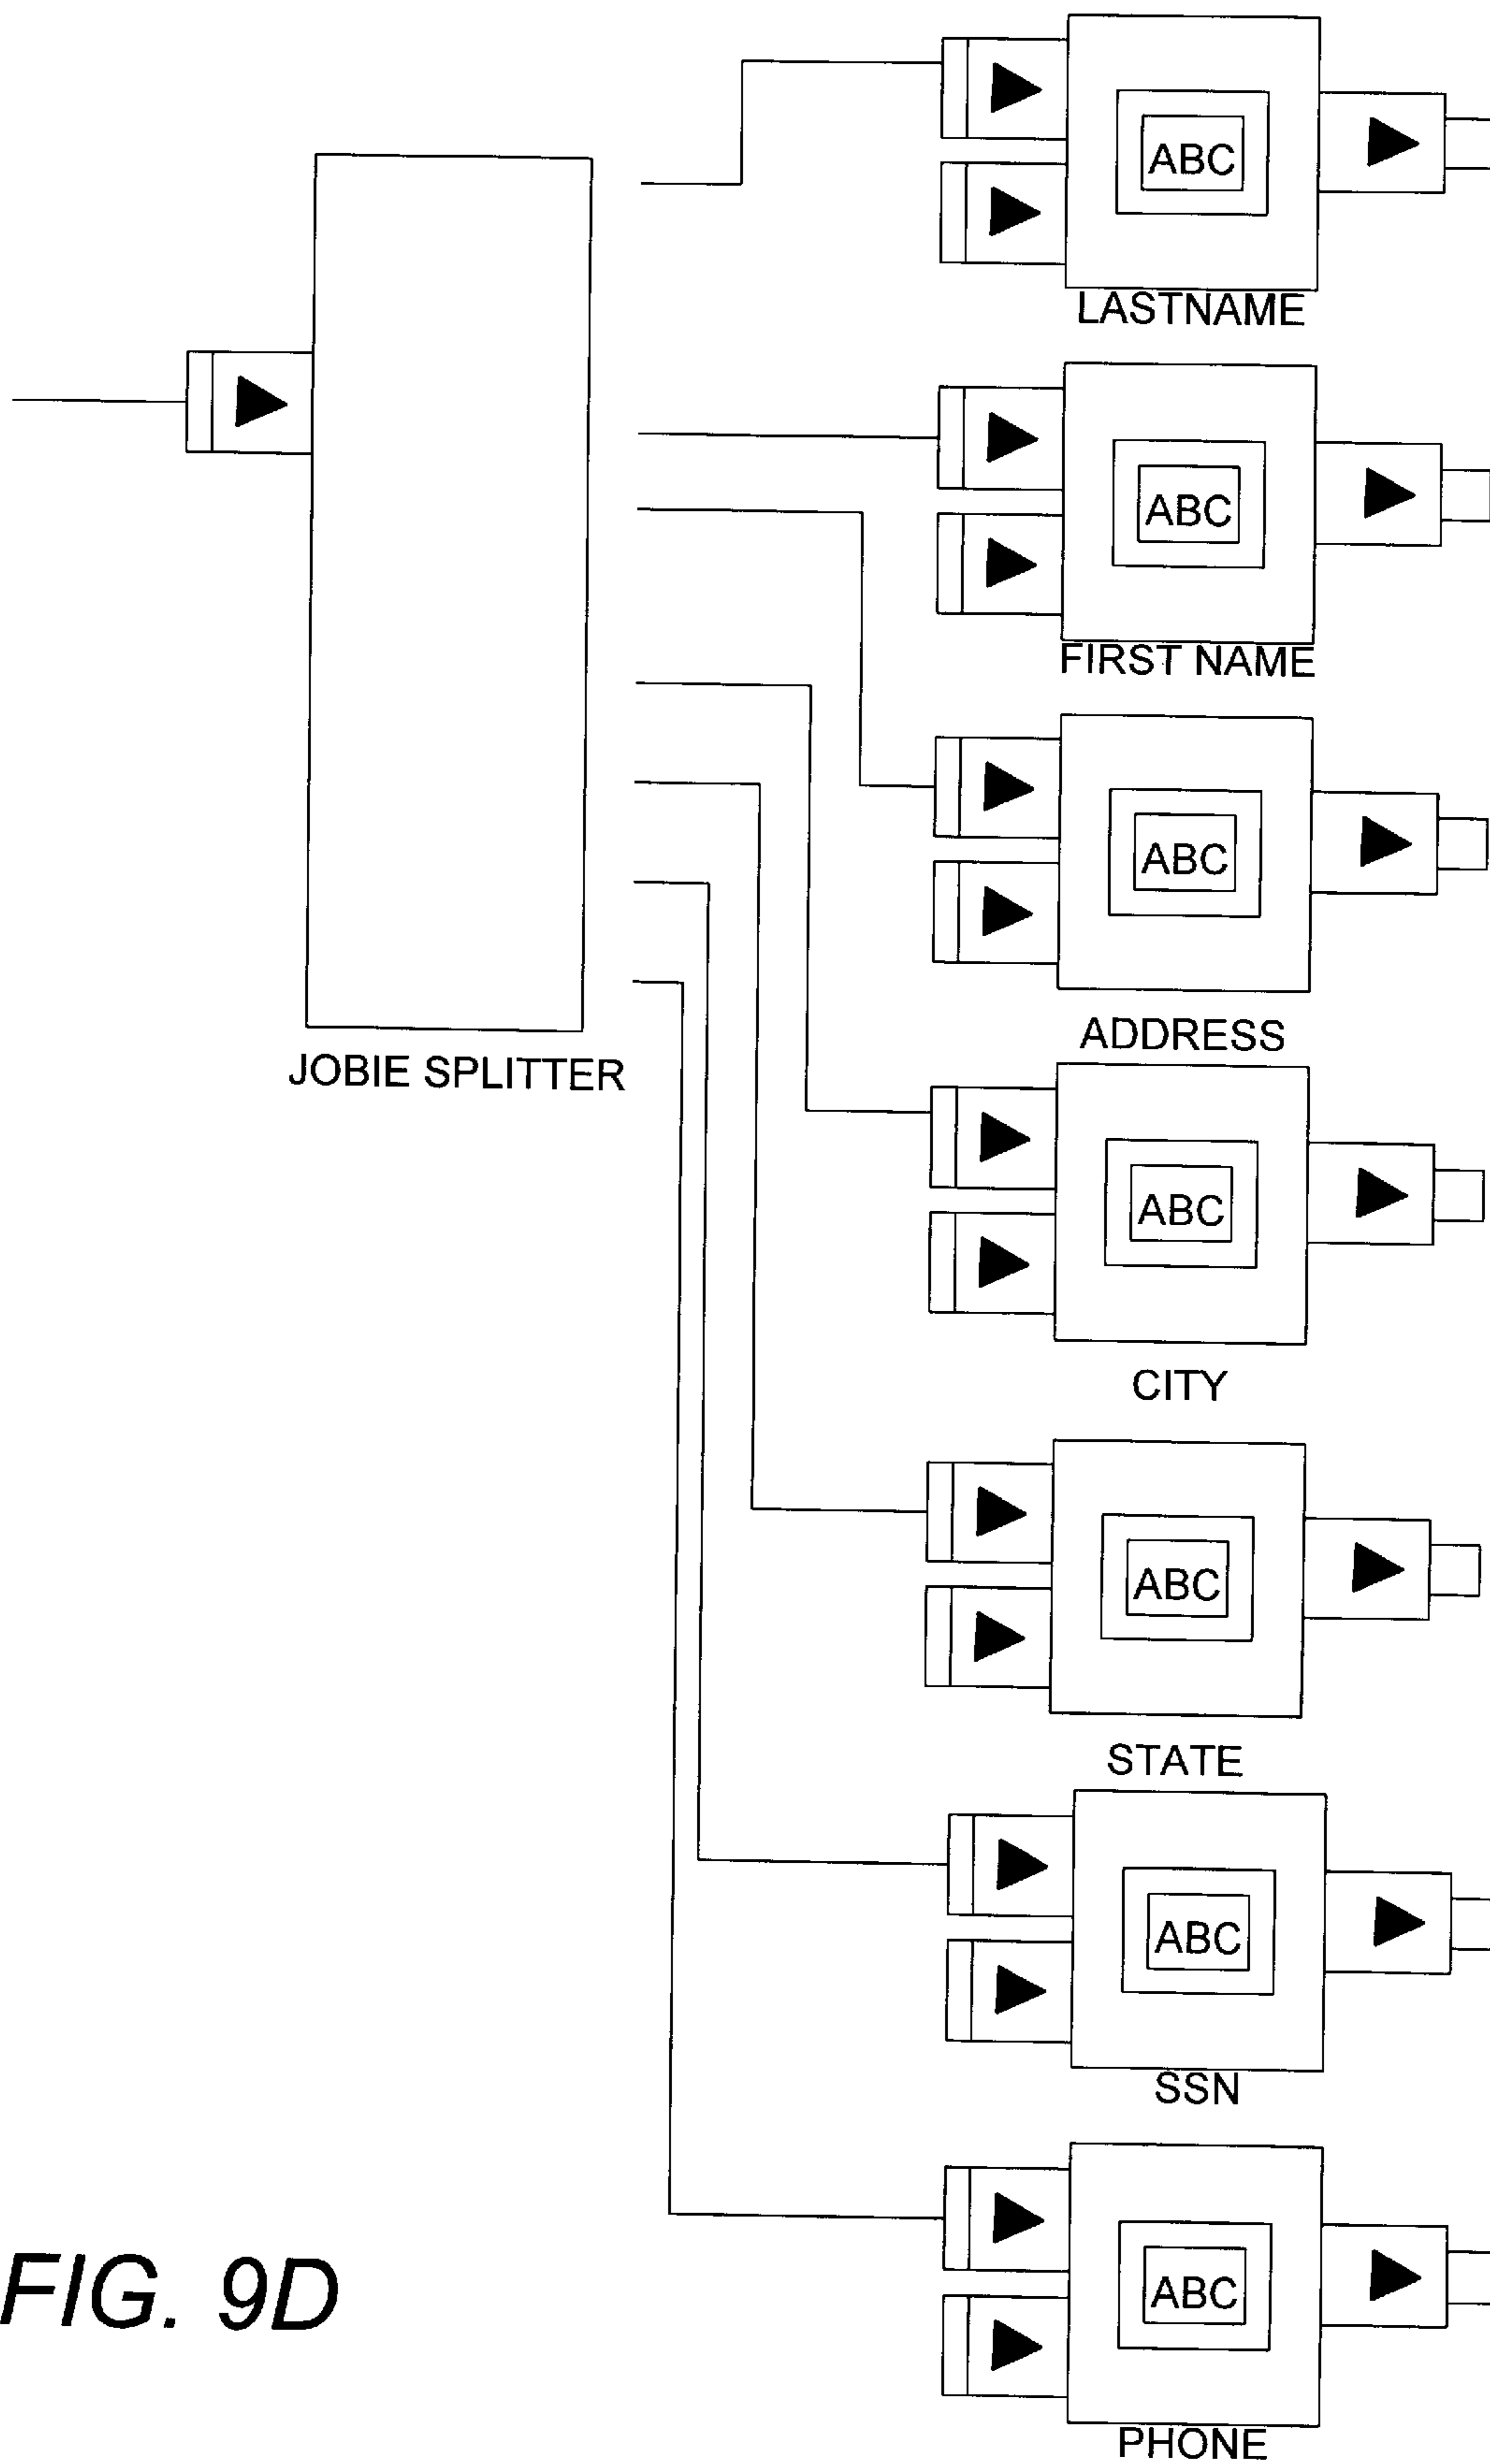 ABC
LASTNAME
ABC
FIRST NAME
ABC
ADDRESS
JOBIE SPLITTER
ABC
CITY
ABC
STATE
ABC
SSN
ABC
PHONE
FIG. 9D